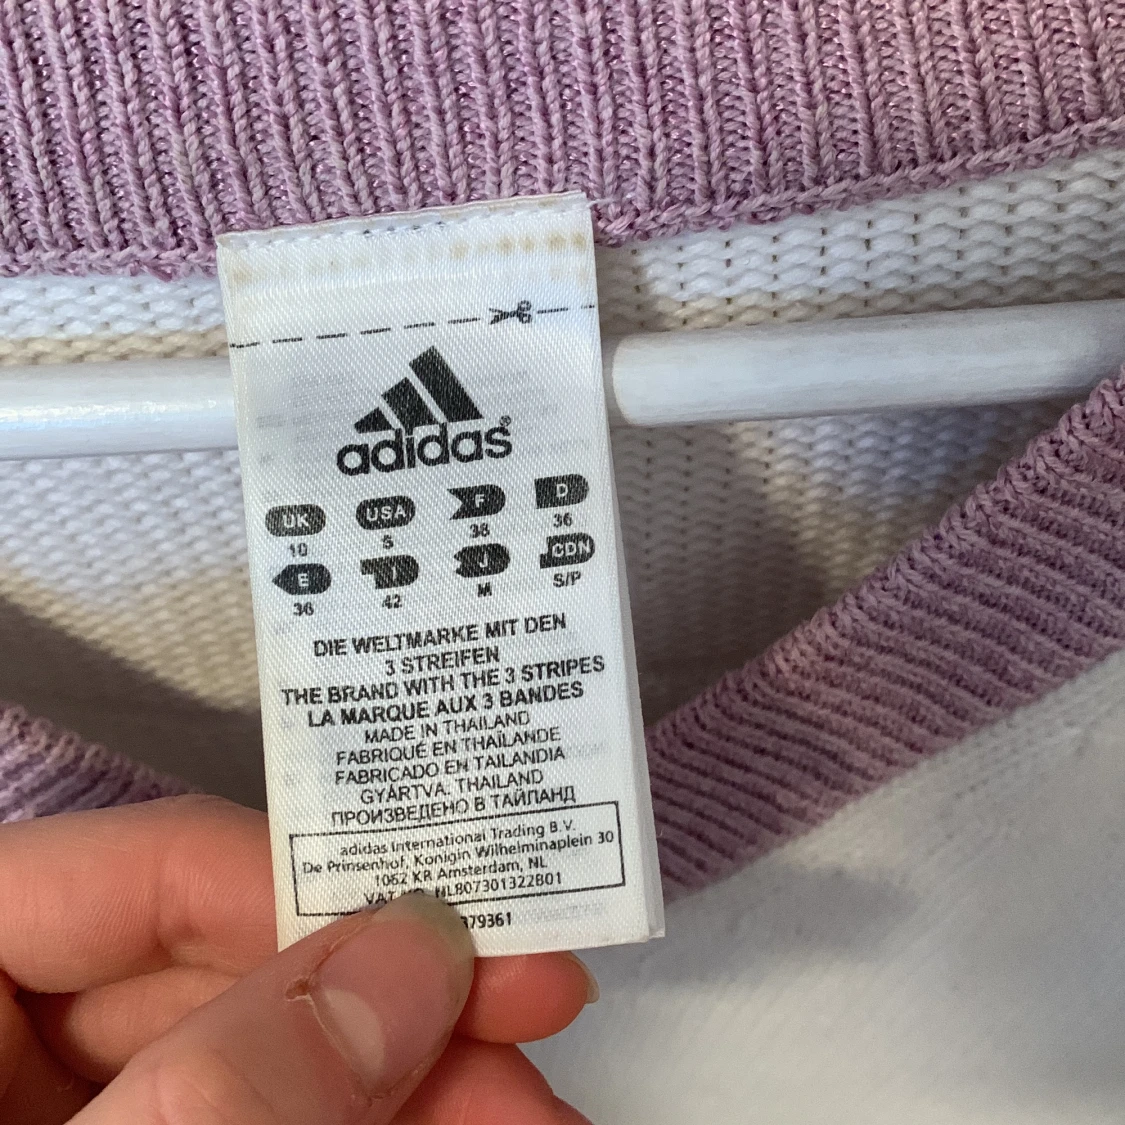 adidas®
UK USA F D
10 S 38 36
E I J CDN
36 42 M S/P
DIE WELTMARKE MIT DEN
3 STREIFEN
THE BRAND WITH THE 3 STRIPES
LA MARQUE AUX 3 BANDES
MADE IN THAILAND
FABRIQUÉ EN THAÏLANDE
FABRICADO EN TAILANDIA
GYÁRTVA: THAILAND
ПРОИЗВЕДЕНО В ТАЙЛАНД
adidas International Trading B.V.
De Prinsenhof, Konigin Wilhelminaplein 30
1062 KR Amsterdam, NL
VAT NL807301322B01
379361